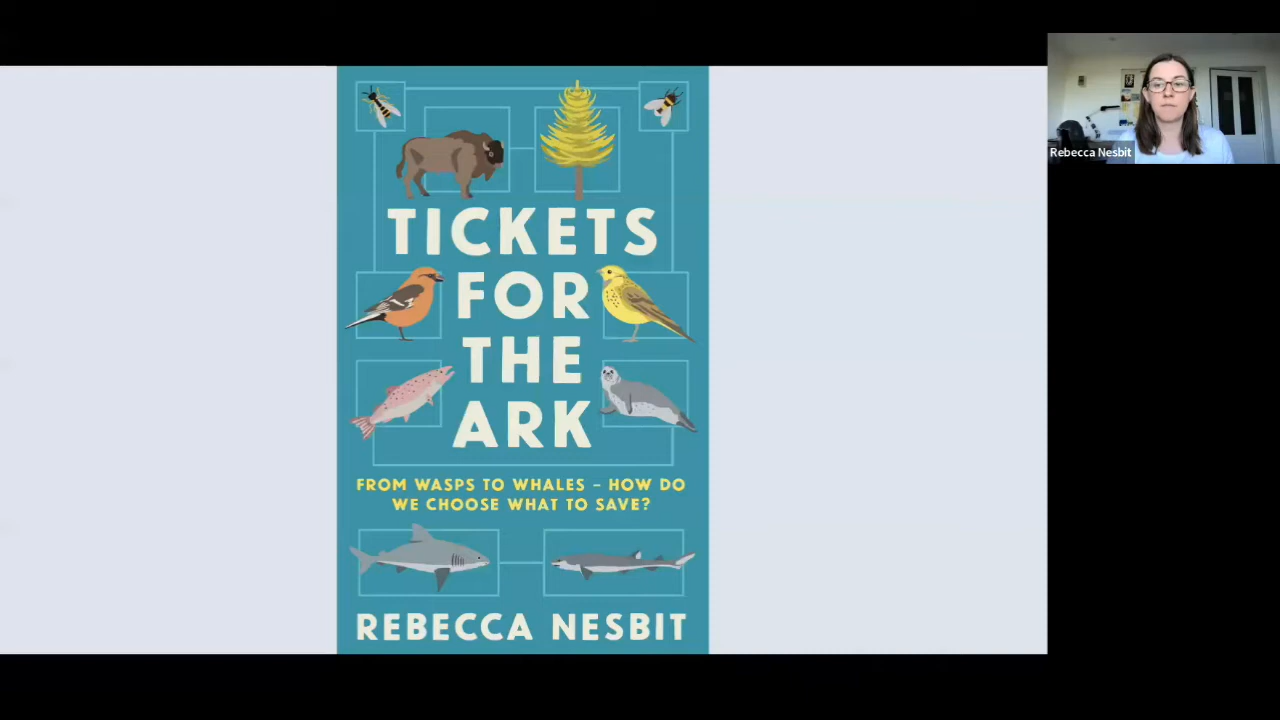 TICKETS
FOR
THE
ARK
FROM WASPS TO WHALES – HOW DO
WE CHOOSE WHAT TO SAVE?
REBECCA NESBIT
Rebecca Nesbit